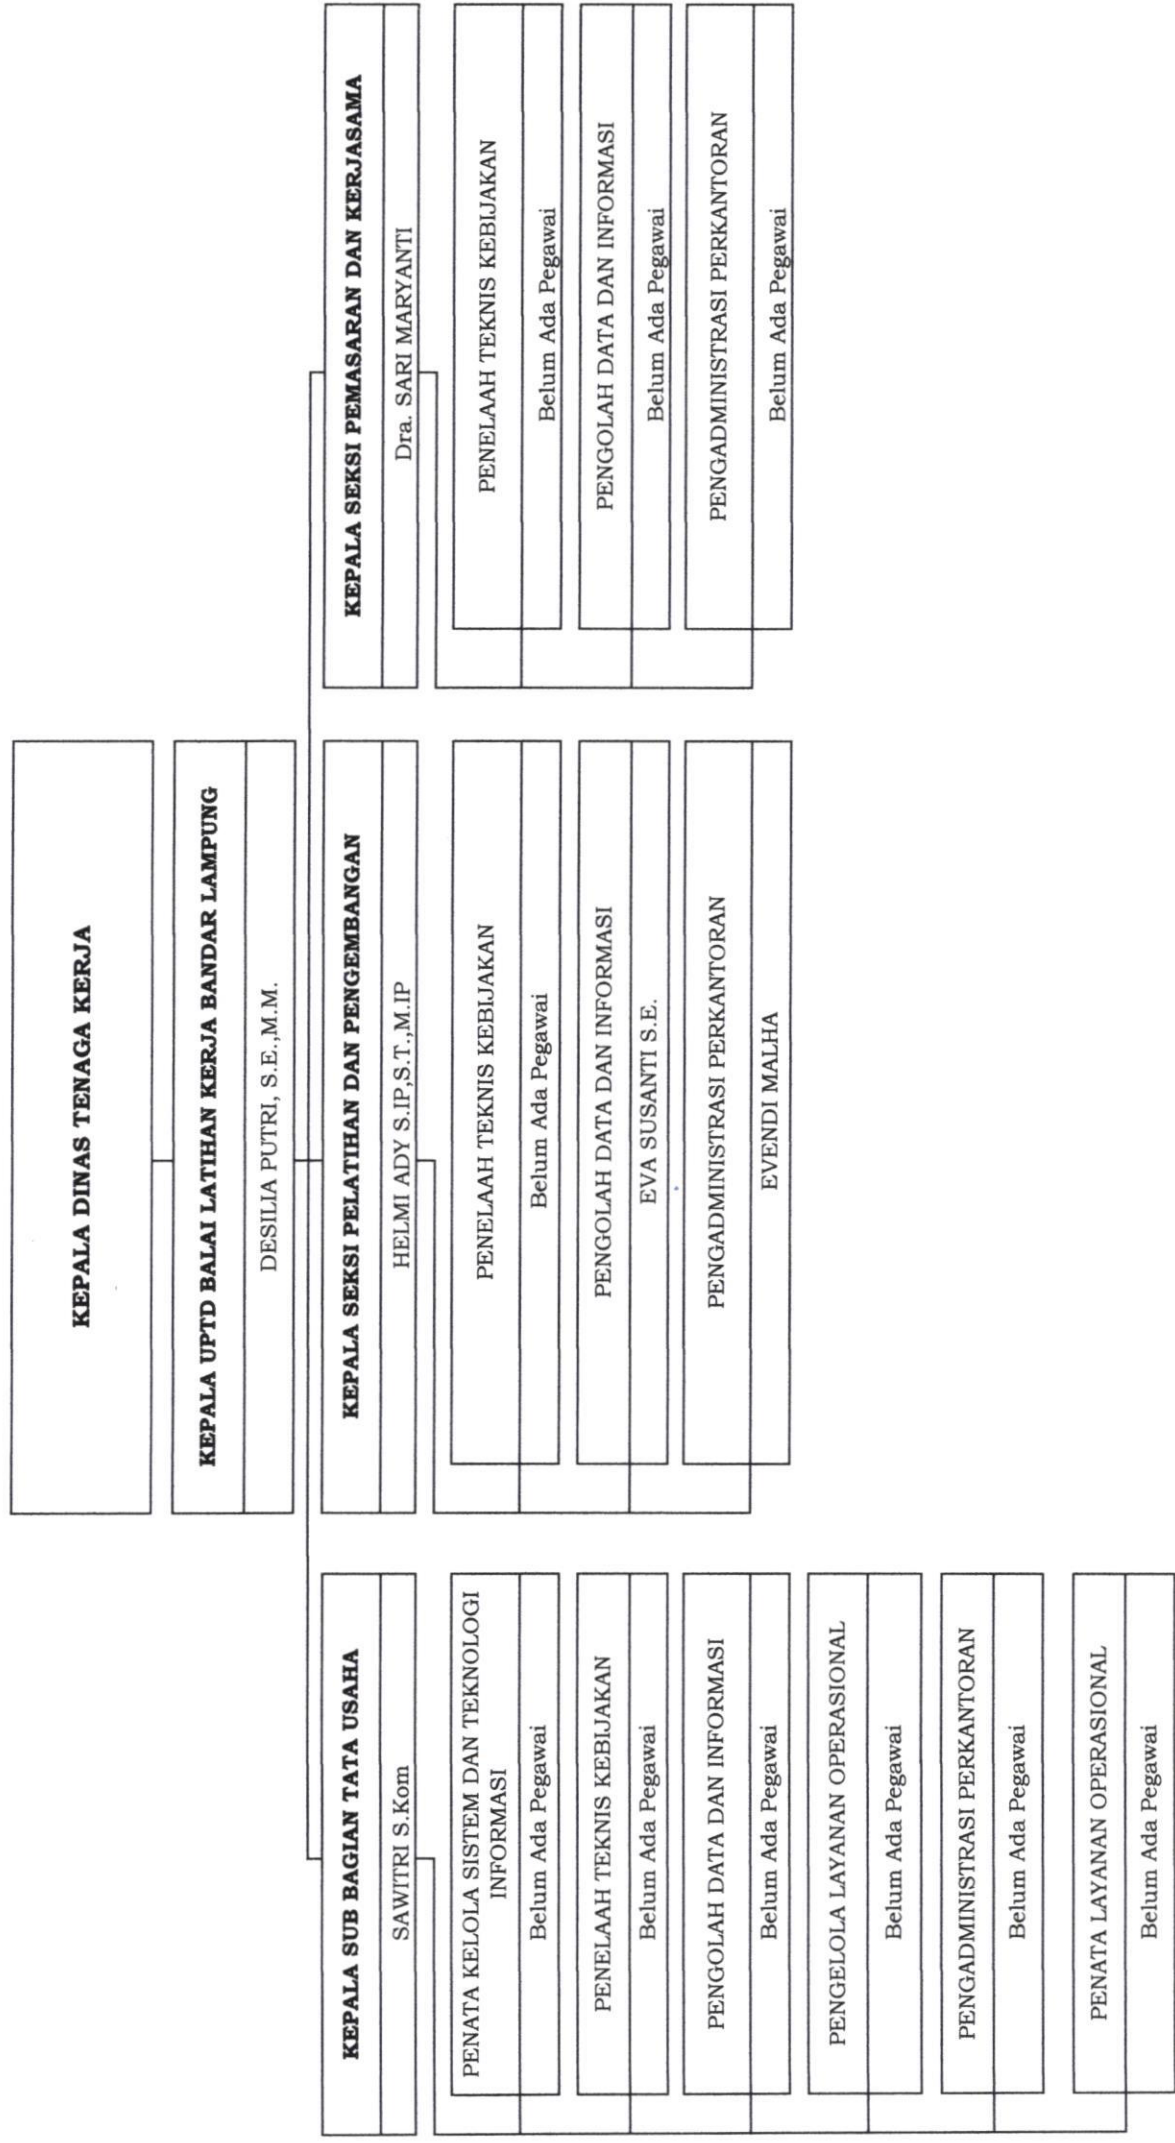 KEPALA DINAS TENAGA KERJA
KEPALA UPTD BALAI LATIHAN KERJA BANDAR LAMPUNG
DESILIA PUTRI, S.E.,M.M.
KEPALA SUB BAGIAN TATA USAHA
SAWITRI S.Kom
PENATA KELOLA SISTEM DAN TEKNOLOGI
INFORMASI
Belum Ada Pegawai
PENELAAH TEKNIS KEBIJAKAN
Belum Ada Pegawai
PENGOLAH DATA DAN INFORMASI
Belum Ada Pegawai
PENGELOLA LAYANAN OPERASIONAL
Belum Ada Pegawai
PENGADMINISTRASI PERKANTORAN
Belum Ada Pegawai
PENATA LAYANAN OPERASIONAL
Belum Ada Pegawai
KEPALA SEKSI PELATIHAN DAN PENGEMBANGAN
HELMI ADY S.IP,S.T.,M.IP
PENELAAH TEKNIS KEBIJAKAN
Belum Ada Pegawai
PENGOLAH DATA DAN INFORMASI
EVA SUSANTI S.E.
PENGADMINISTRASI PERKANTORAN
EVENDI MALHA
KEPALA SEKSI PEMASARAN DAN KERJASAMA
Dra. SARI MARYANTI
PENELAAH TEKNIS KEBIJAKAN
Belum Ada Pegawai
PENGOLAH DATA DAN INFORMASI
Belum Ada Pegawai
PENGADMINISTRASI PERKANTORAN
Belum Ada Pegawai